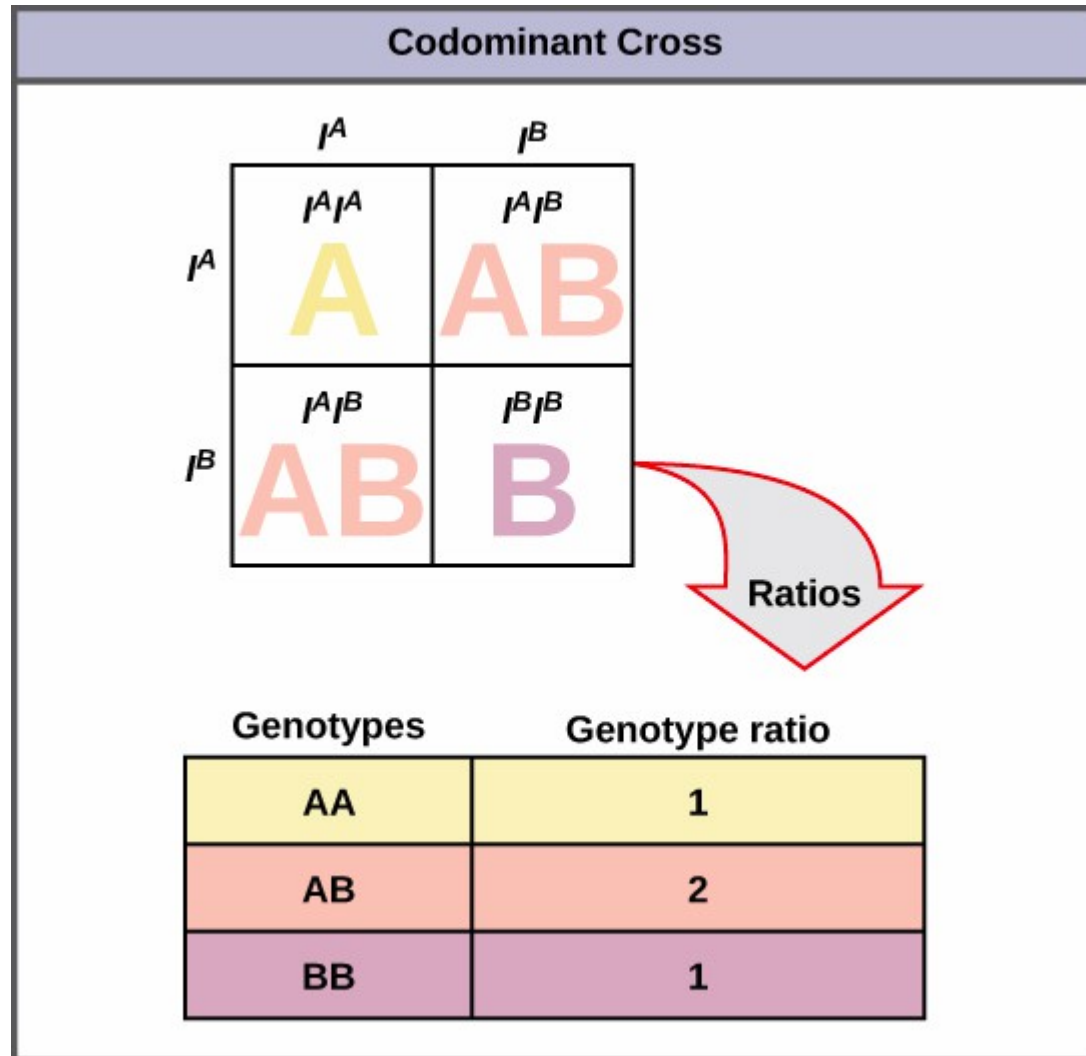 Codominant Cross
I^A I^B
I^A I^A I^A I^B
I^A A AB
I^A I^B I^B I^B
I^B AB B
Ratios
Genotypes Genotype ratio
AA 1
AB 2
BB 1